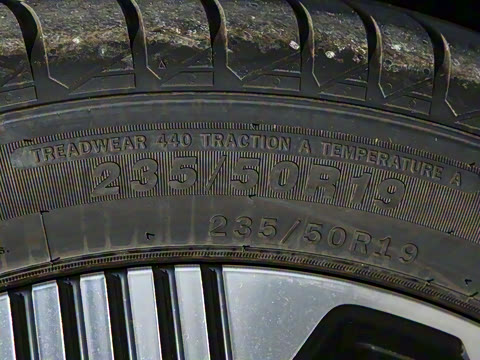 TREADWEAR 440 TRACTION A TEMPERATURE A
235/50R19
235/50R19